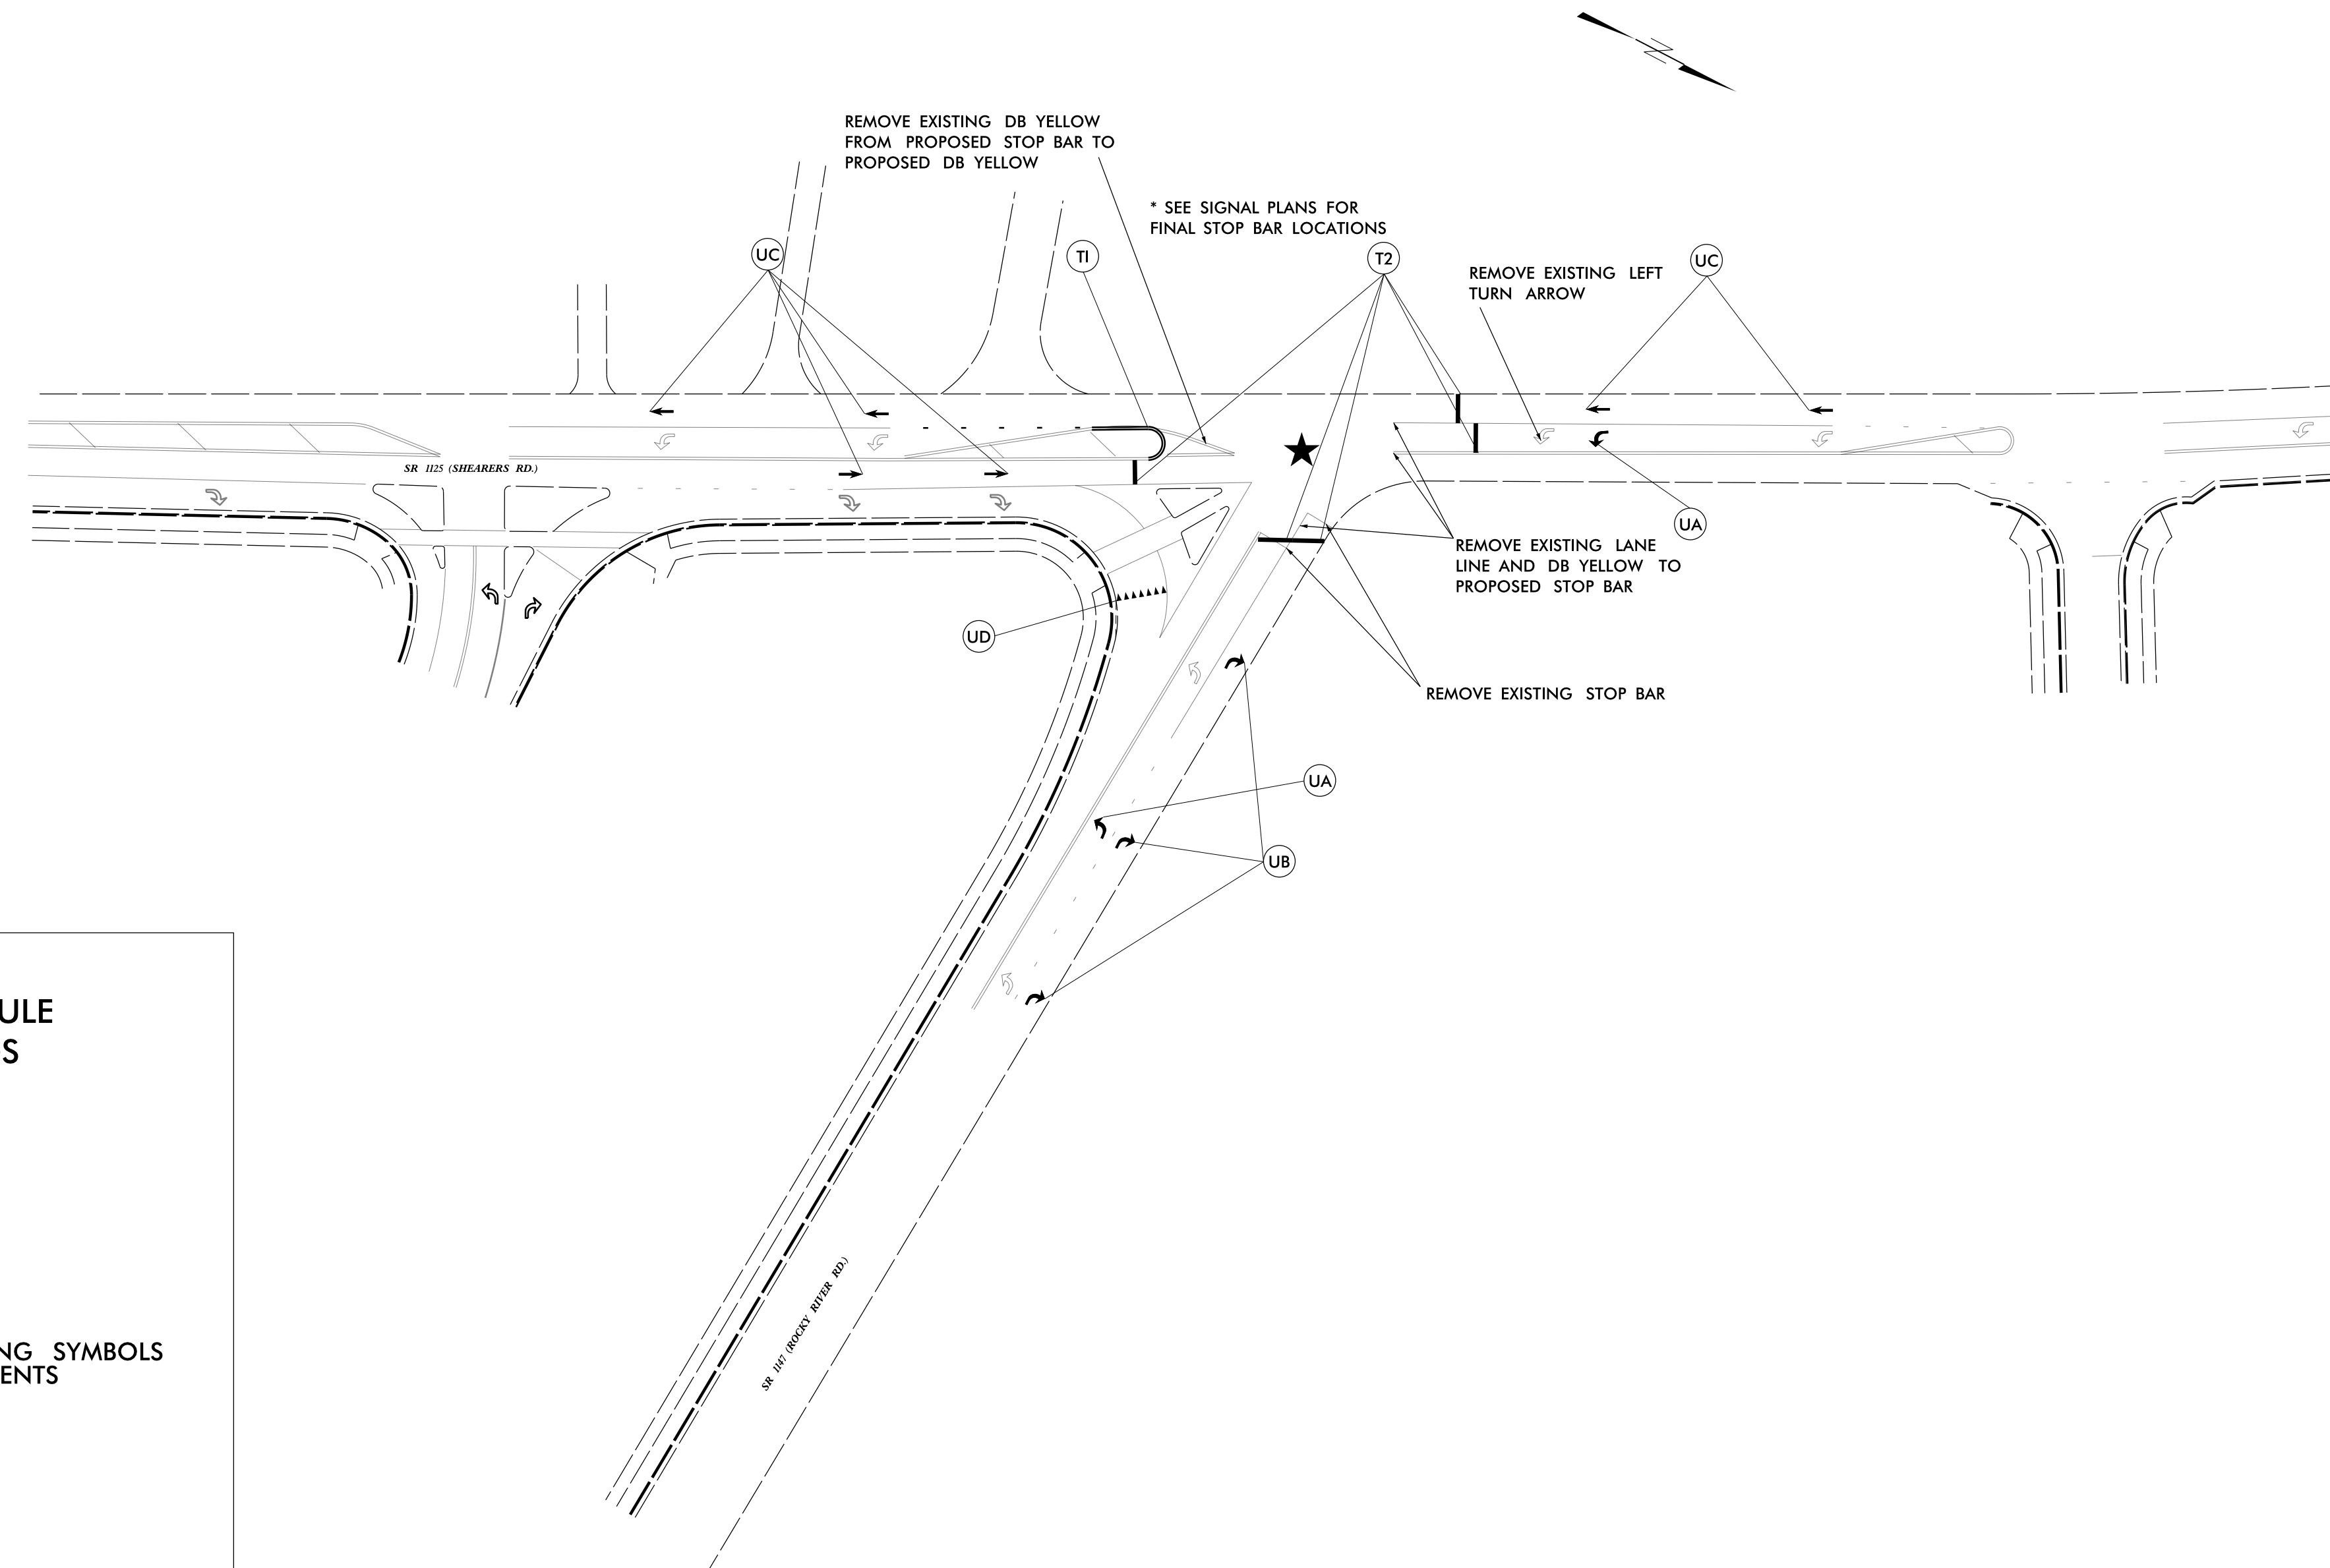 REMOVE EXISTING DB YELLOW
FROM PROPOSED STOP BAR TO
PROPOSED DB YELLOW
* SEE SIGNAL PLANS FOR
FINAL STOP BAR LOCATIONS
UC
T1
T2
REMOVE EXISTING LEFT
TURN ARROW
UC
SR 1125 (SHEARERS RD.)
UA
REMOVE EXISTING LANE
LINE AND DB YELLOW TO
PROPOSED STOP BAR
UD
REMOVE EXISTING STOP BAR
UA
UB
ULE
S
SR 1147 (ROCKY RIVER RD.)
NG SYMBOLS
ENTS